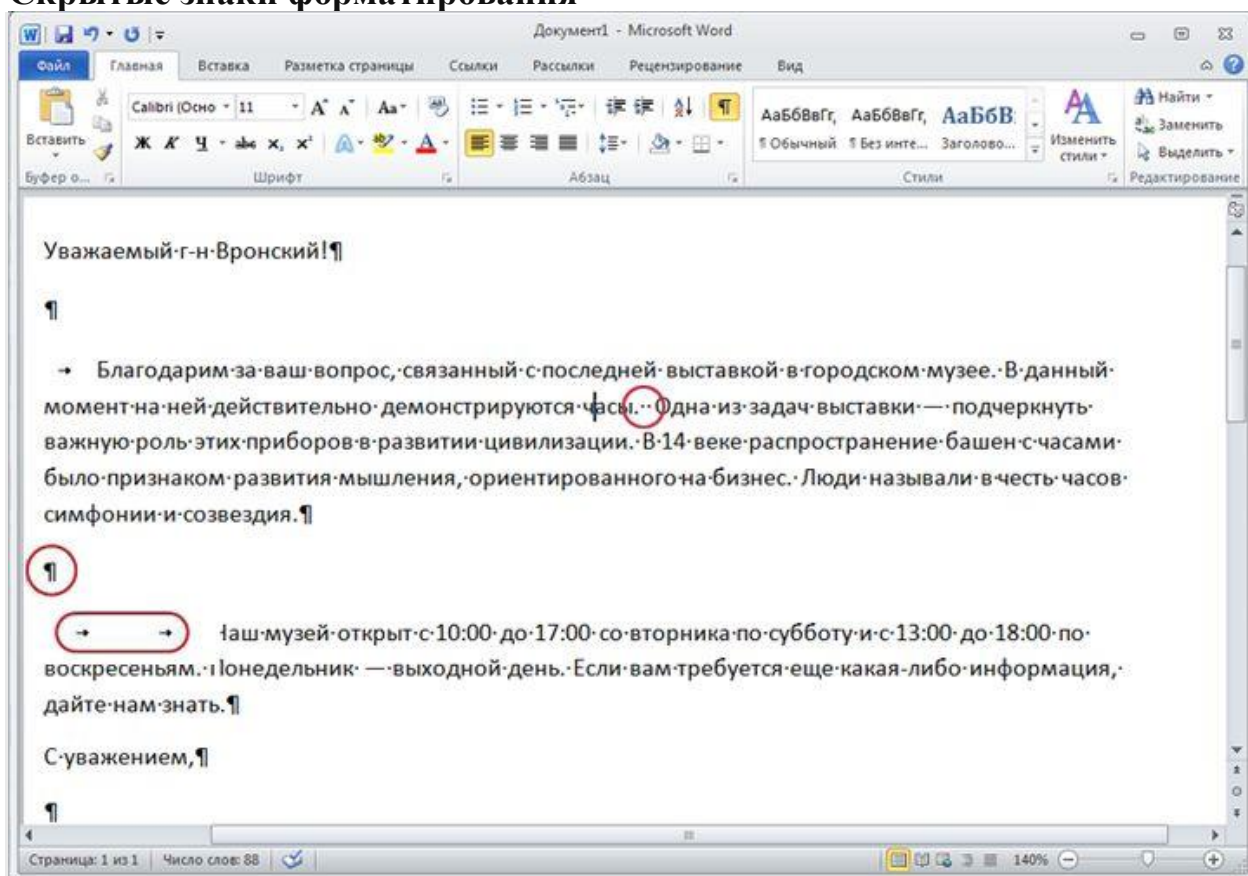 Скрытые знаки форматирования
Документ1 - Microsoft Word
Файл Главная Вставка Разметка страницы Ссылки Рассылки Рецензирование Вид
Вставить
Calibri (Осно 11
Ж К Ч abc x₂ x²
АаБбВвГг, АаБбВвГг, АаБбВ
¶ Обычный ¶ Без инте... Заголово...
Изменить стили
Найти
Заменить
Выделить
Буфер о... Шрифт Абзац Стили Редактирование
Уважаемый·г-н·Вронский!¶
¶
→ Благодарим·за·ваш·вопрос,·связанный·с·последней·выставкой·в·городском·музее.·В·данный·
момент·на·ней·действительно·демонстрируются·часы.··Одна·из·задач·выставки·—·подчеркнуть·
важную·роль·этих·приборов·в·развитии·цивилизации.·В·14·веке·распространение·башен·с·часами·
было·признаком·развития·мышления,·ориентированного·на·бизнес.·Люди·называли·в·честь·часов·
симфонии·и·созвездия.¶
¶
→ → Наш·музей·открыт·с·10:00·до·17:00·со·вторника·по·субботу·и·с·13:00·до·18:00·по·
воскресеньям.·Понедельник·—·выходной·день.·Если·вам·требуется·еще·какая-либо·информация,·
дайте·нам·знать.¶
С·уважением,¶
¶
Страница: 1 из 1 Число слов: 88 140%